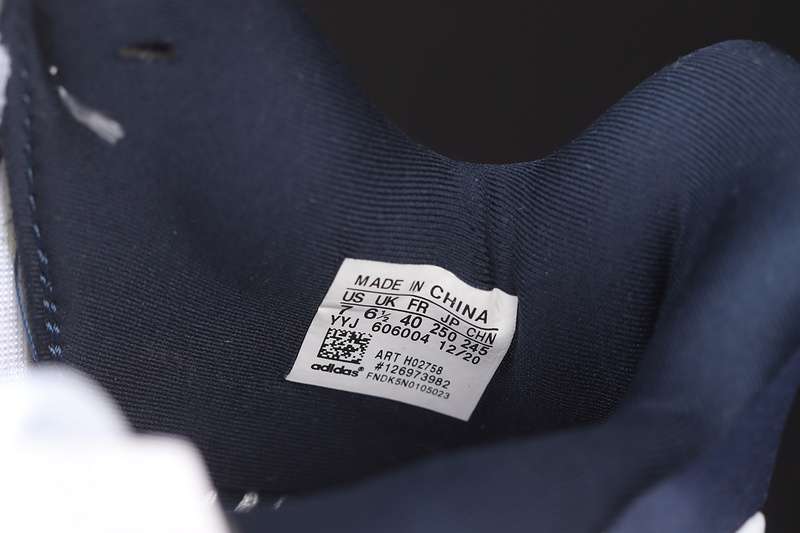 MADE IN CHINA
US UK FR JP CHN
7 6½ 40 250 245
YYJ 606004 12/20
ART H02758
#126973982
adidas® FNDK5N0105023